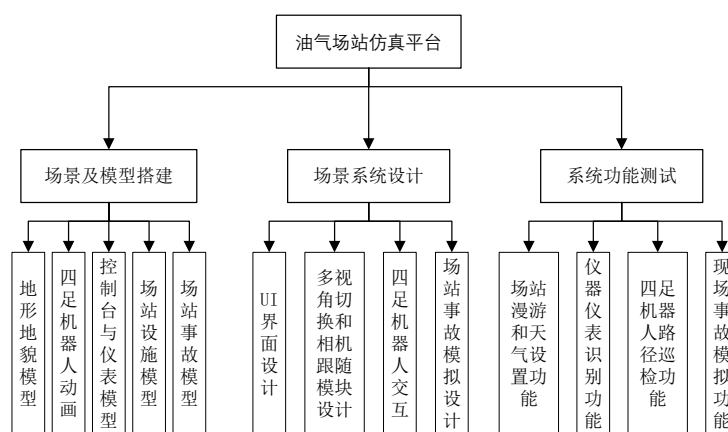 油气场站仿真平台
场景及模型搭建
场景系统设计
系统功能测试
地形地貌模型
四足机器人动画
控制台与仪表模型
场站设施模型
场站事故模型
UI界面设计
多视角切换和相机跟随模块设计
四足机器人交互
场站事故模拟设计
场站漫游和天气设置功能
仪器仪表识别功能
四足机器人路径巡检功能
现场事故模拟功能